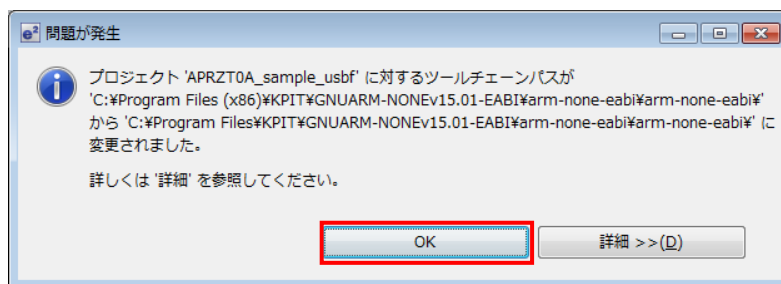 e² 問題が発生
プロジェクト 'APRZT0A_sample_usbf' に対するツールチェーンパスが
'C:¥Program Files (x86)¥KPIT¥GNUARM-NONEv15.01-EABI¥arm-none-eabi¥arm-none-eabi¥'
から 'C:¥Program Files¥KPIT¥GNUARM-NONEv15.01-EABI¥arm-none-eabi¥arm-none-eabi¥' に
変更されました。
詳しくは '詳細' を参照してください。
OK
詳細 >>(D)